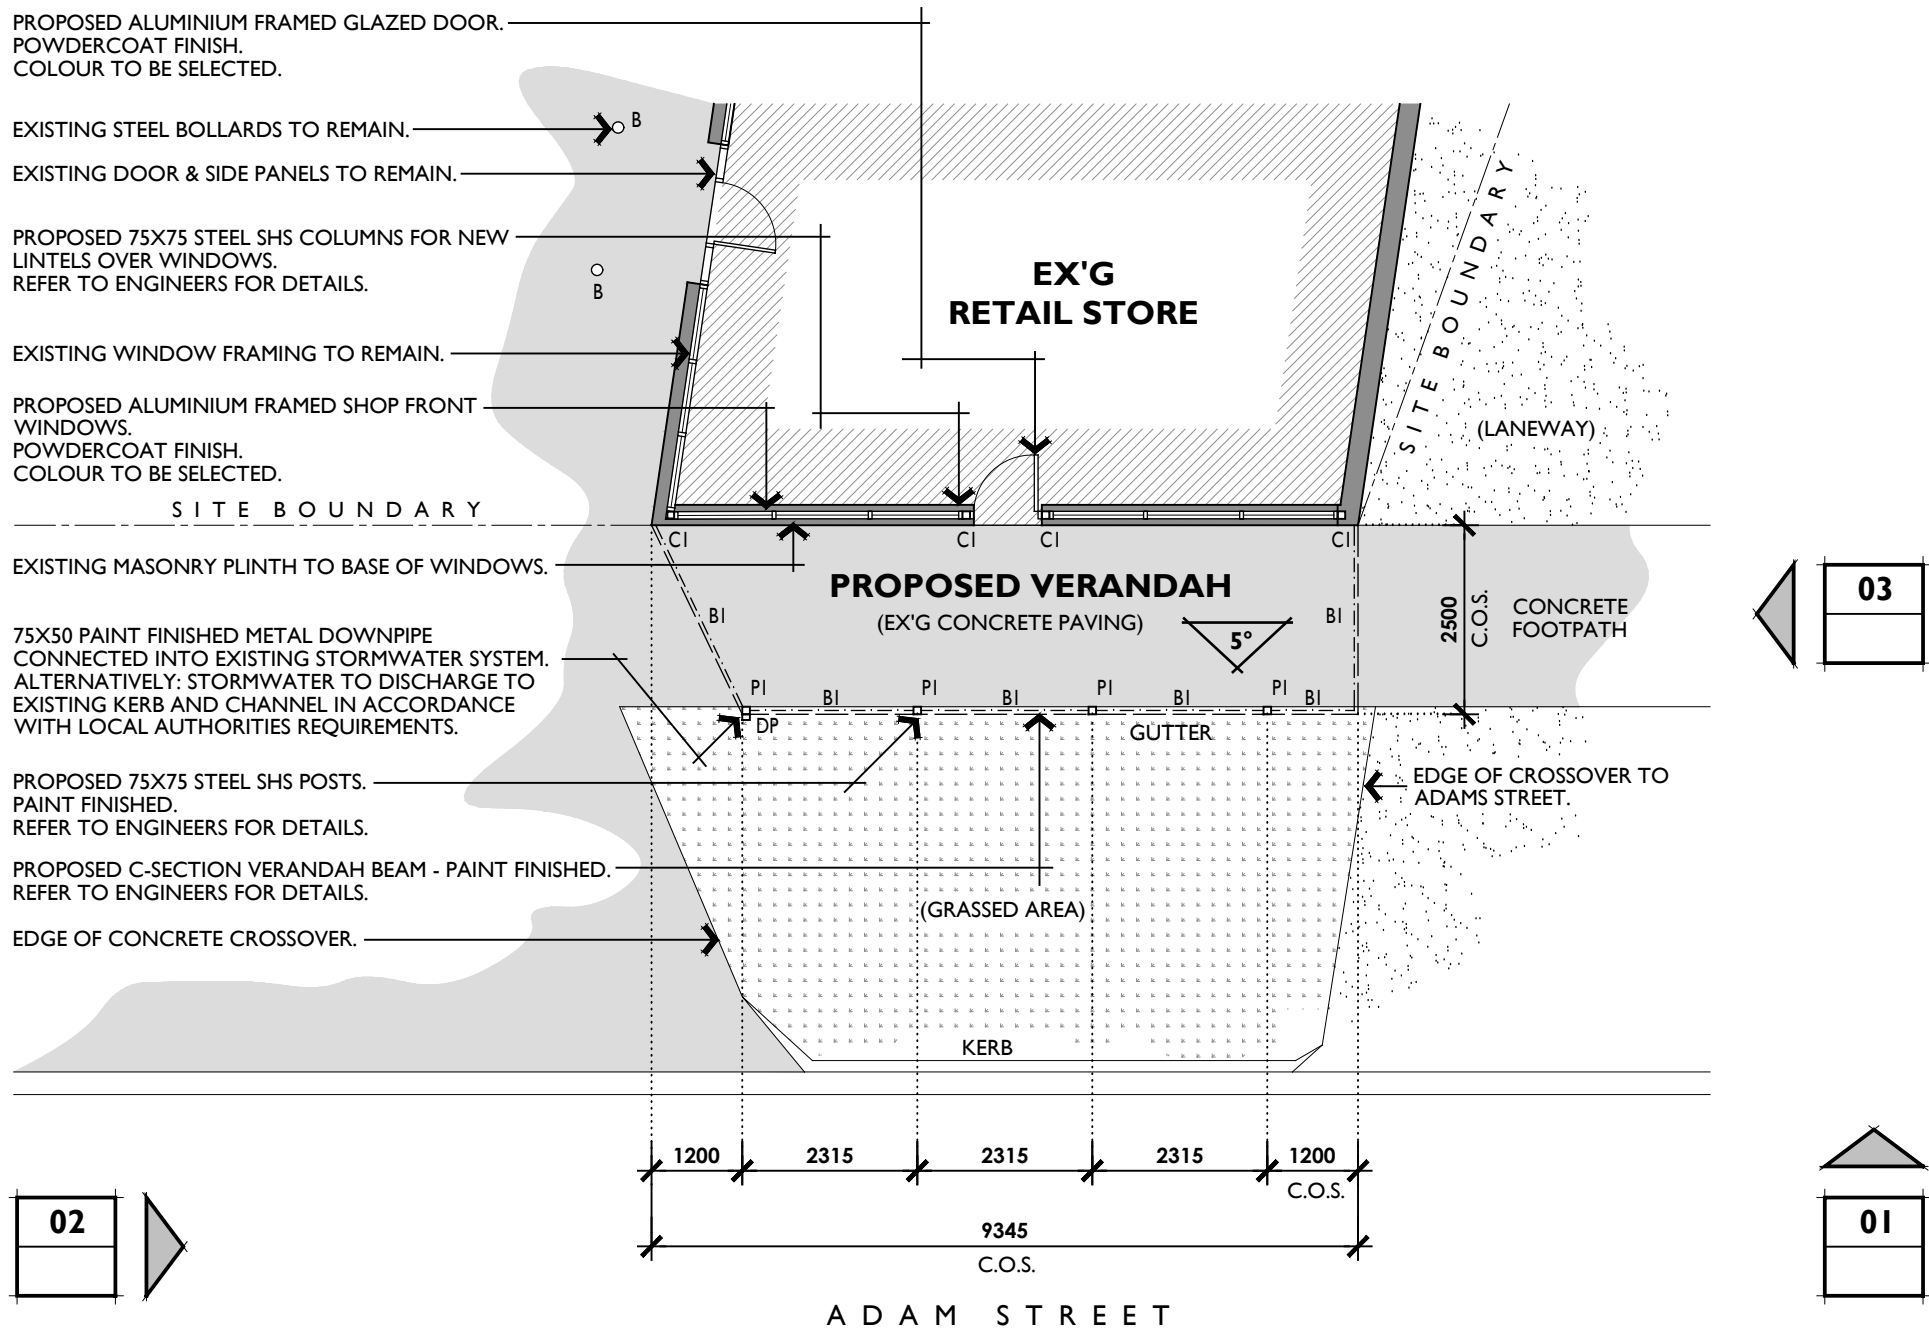 PROPOSED ALUMINIUM FRAMED GLAZED DOOR.
POWDERCOAT FINISH.
COLOUR TO BE SELECTED.
EXISTING STEEL BOLLARDS TO REMAIN.
B
EXISTING DOOR & SIDE PANELS TO REMAIN.
PROPOSED 75X75 STEEL SHS COLUMNS FOR NEW
LINTELS OVER WINDOWS.
REFER TO ENGINEERS FOR DETAILS.
B
EX'G
RETAIL STORE
SITE BOUNDARY
(LANEWAY)
EXISTING WINDOW FRAMING TO REMAIN.
PROPOSED ALUMINIUM FRAMED SHOP FRONT
WINDOWS.
POWDERCOAT FINISH.
COLOUR TO BE SELECTED.
SITE BOUNDARY
C1 C1 C1 C1
EXISTING MASONRY PLINTH TO BASE OF WINDOWS.
PROPOSED VERANDAH
(EX'G CONCRETE PAVING)
B1
B1
5°
2500
C.O.S.
CONCRETE
FOOTPATH
03
75X50 PAINT FINISHED METAL DOWNPIPE
CONNECTED INTO EXISTING STORMWATER SYSTEM.
ALTERNATIVELY: STORMWATER TO DISCHARGE TO
EXISTING KERB AND CHANNEL IN ACCORDANCE
WITH LOCAL AUTHORITIES REQUIREMENTS.
P1 B1 P1 B1 P1 B1 P1 B1
DP
GUTTER
PROPOSED 75X75 STEEL SHS POSTS.
PAINT FINISHED.
REFER TO ENGINEERS FOR DETAILS.
EDGE OF CROSSOVER TO
ADAMS STREET.
PROPOSED C-SECTION VERANDAH BEAM - PAINT FINISHED.
REFER TO ENGINEERS FOR DETAILS.
(GRASSED AREA)
EDGE OF CONCRETE CROSSOVER.
KERB
1200 2315 2315 2315 1200
C.O.S.
9345
C.O.S.
02
01
ADAM STREET